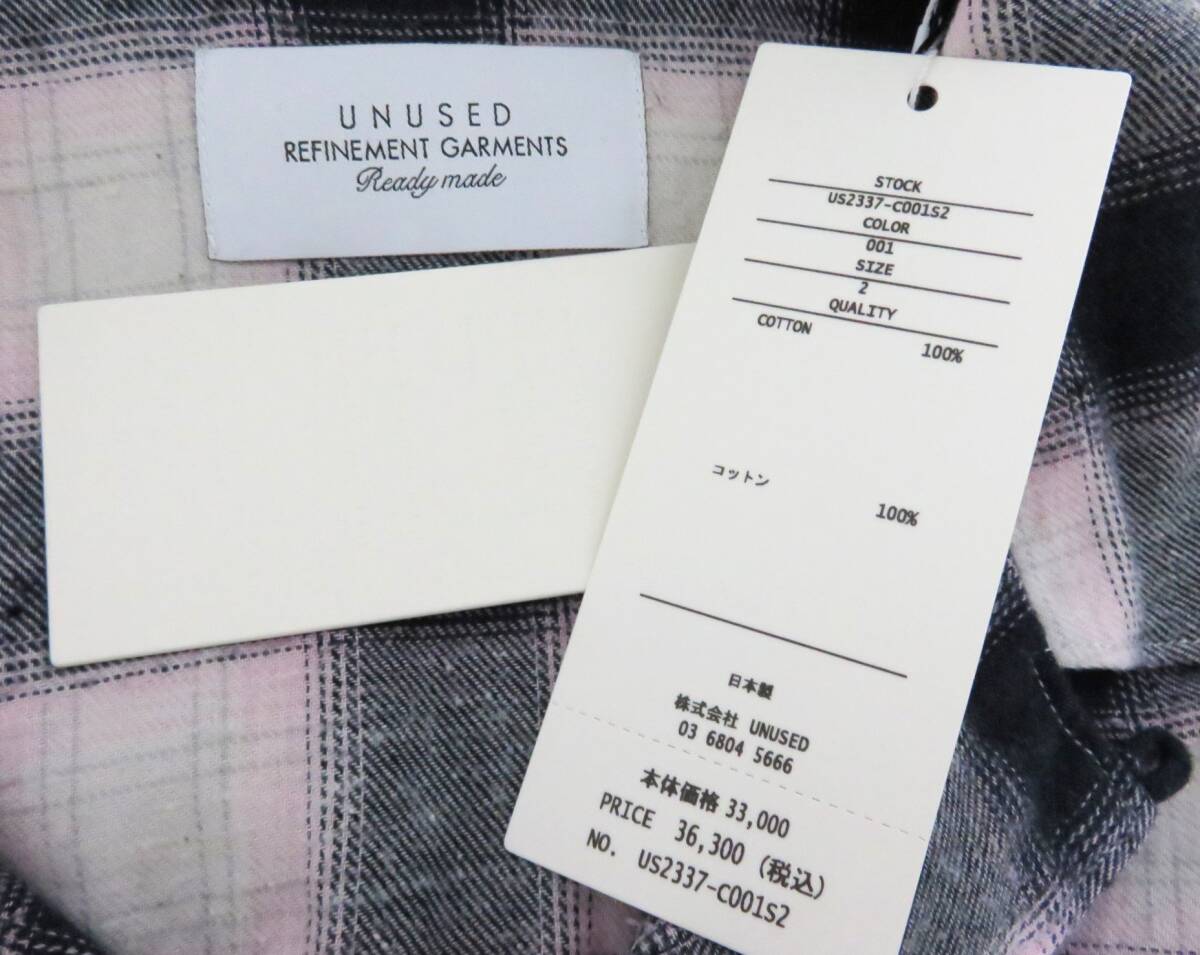 UNUSED
REFINEMENT GARMENTS
Ready made
STOCK
US2337-C001S2
COLOR
001
SIZE
2
QUALITY
COTTON 100%
コットン
100%
日本製
株式会社 UNUSED
03 6804 5666
本体価格 33,000
PRICE 36,300 (税込)
NO. US2337-C001S2